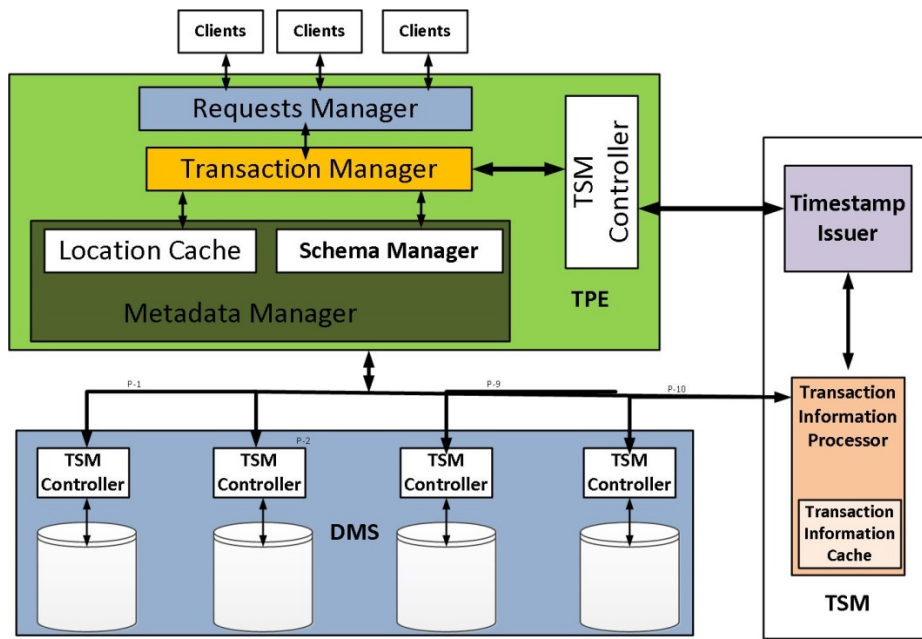 Clients
Clients
Clients
Requests Manager
Transaction Manager
TSM
Controller
Location Cache
Schema Manager
Metadata Manager
TPE
Timestamp
Issuer
P-1
P-9
P-10
Transaction
Information
Processor
P-2
TSM
Controller
TSM
Controller
TSM
Controller
TSM
Controller
DMS
Transaction
Information
Cache
TSM